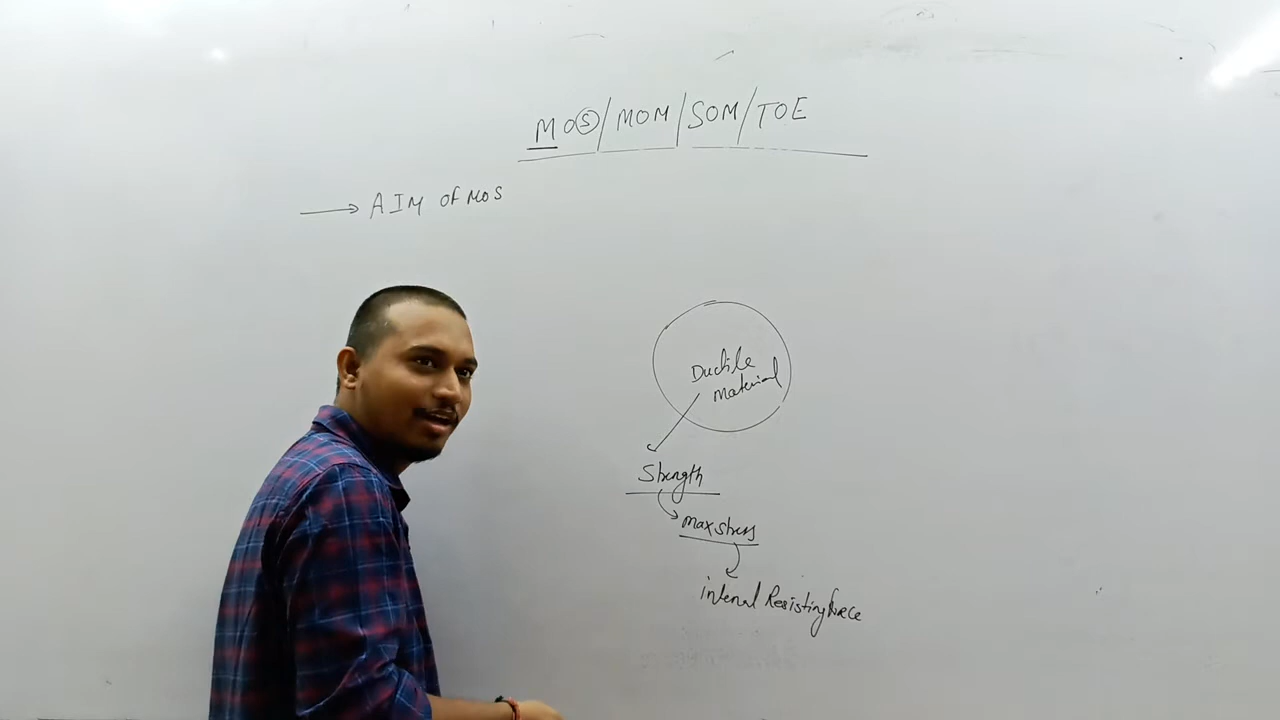 MOS/MOM/SOM/TOE
→ AIM OF MOS
Ductile
Material
Strength
max stress
internal Resisting force